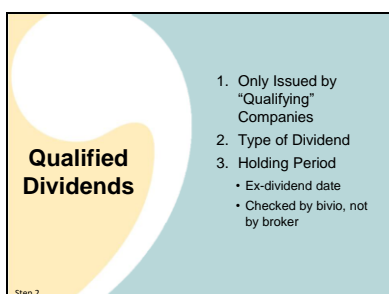 Qualified
Dividends
1. Only Issued by
"Qualifying"
Companies
2. Type of Dividend
3. Holding Period
• Ex-dividend date
• Checked by bivio, not
by broker
Step 2